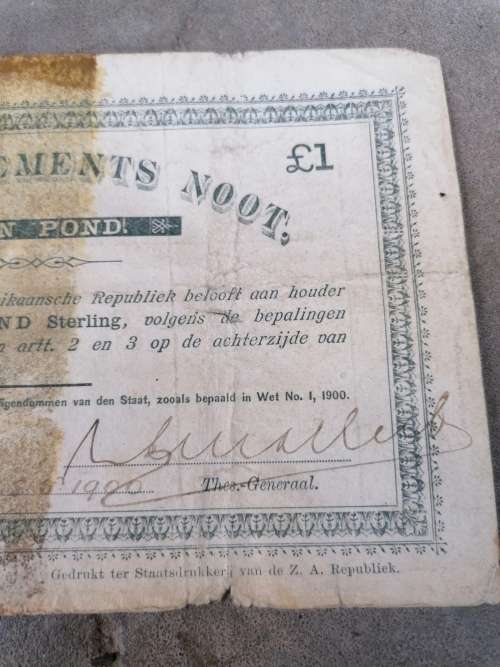 EMENTS NOOT,
£1
N POND
ikaansche Republiek belooft aan houder
ND Sterling, volgens de bepalingen
n artt. 2 en 3 op de achterzijde van
igendommen van den Staat, zooals bepaald in Wet No. 1, 1900.
1900
Thes.-Generaal.
Gedrukt ter Staatsdrukkerij van de Z. A. Republiek.